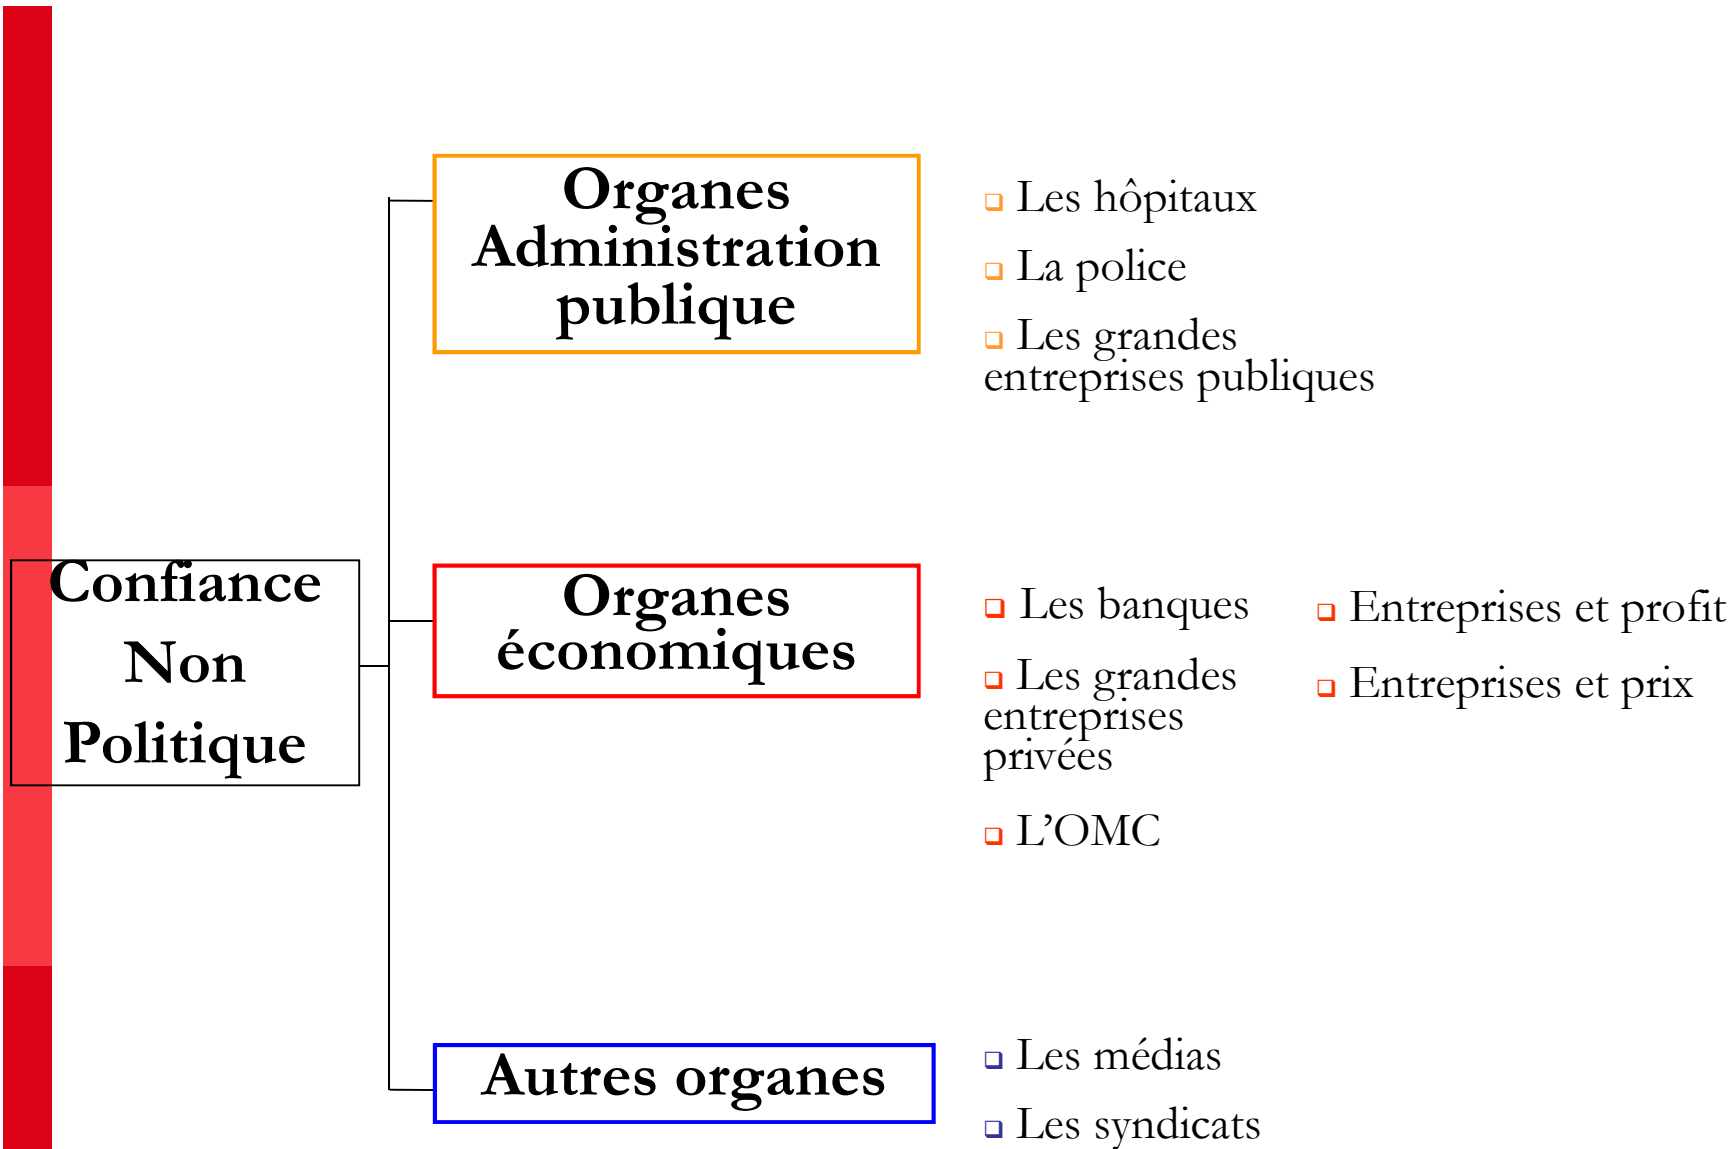 Confiance
Non
Politique
Organes
Administration
publique
❑ Les hôpitaux
❑ La police
❑ Les grandes
entreprises publiques
Organes
économiques
❑ Les banques
❑ Les grandes
entreprises
privées
❑ L’OMC
❑ Entreprises et profit
❑ Entreprises et prix
Autres organes
❑ Les médias
❑ Les syndicats